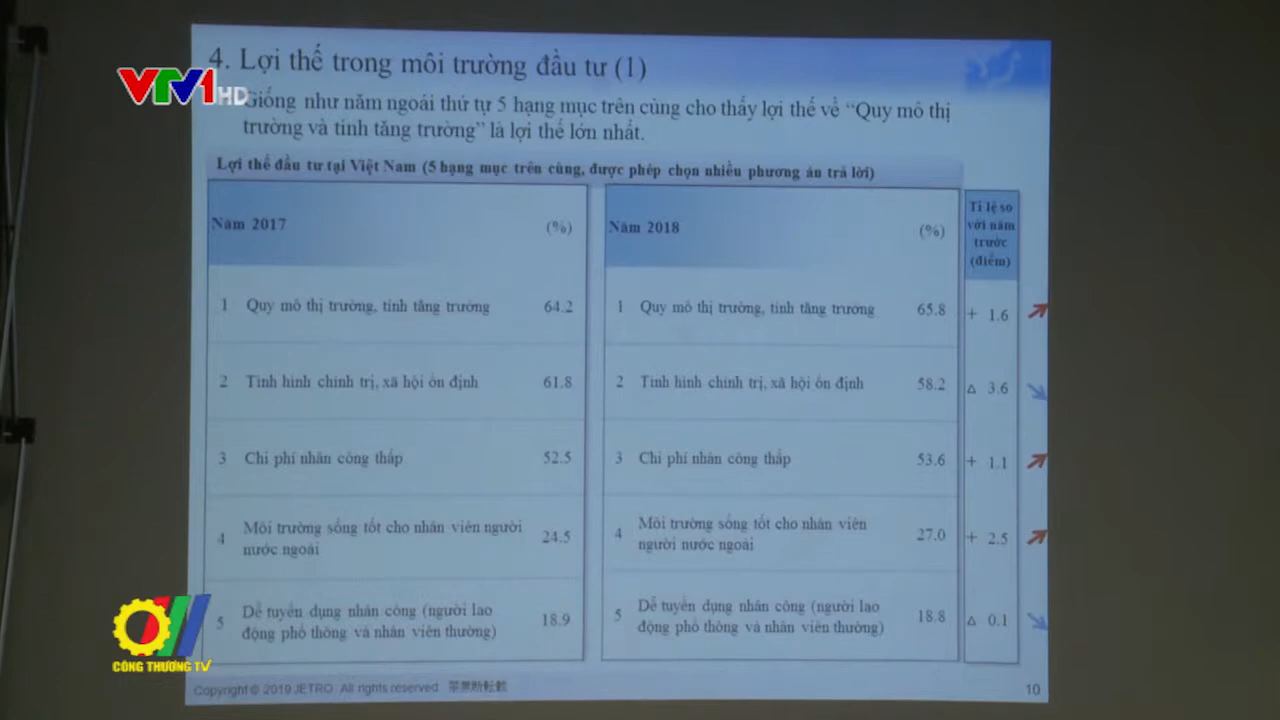 4. Lợi thế trong môi trường đầu tư (1)
VTV1 HD
Giống như năm ngoái thứ tự 5 hạng mục trên cùng cho thấy lợi thế về “Quy mô thị
trường và tính tăng trường” là lợi thế lớn nhất.
Lợi thế đầu tư tại Việt Nam (5 hạng mục trên cùng, được phép chọn nhiều phương án trả lời)
Năm 2017 (%)
1 Quy mô thị trường, tính tăng trưởng 64.2
2 Tình hình chính trị, xã hội ổn định 61.8
3 Chi phí nhân công thấp 52.5
4 Môi trường sống tốt cho nhân viên người
nước ngoài 24.5
5 Dễ tuyển dụng nhân công (người lao
động phổ thông và nhân viên thường) 18.9
Năm 2018 (%)
1 Quy mô thị trường, tính tăng trưởng 65.8
2 Tình hình chính trị, xã hội ổn định 58.2
3 Chi phí nhân công thấp 53.6
4 Môi trường sống tốt cho nhân viên
người nước ngoài 27.0
5 Dễ tuyển dụng nhân công (người lao
động phổ thông và nhân viên thường) 18.8
Tỉ lệ so
với năm
trước
(điểm)
+ 1.6
△ 3.6
+ 1.1
+ 2.5
△ 0.1
CÔNG THƯƠNG TV
Copyright © 2019 JETRO. All rights reserved. 禁無断転載
10